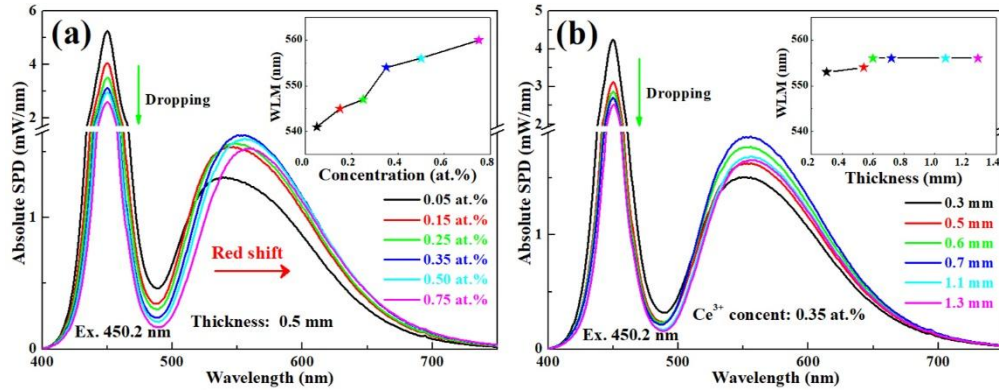 (a)
Absolute SPD (mW/nm)
6
5
4
3
2
1
0
Dropping
WLM (nm)
560
550
540
0.0 0.2 0.4 0.6 0.8
Concentration (at.%)
0.05 at.%
0.15 at.%
0.25 at.%
0.35 at.%
0.50 at.%
0.75 at.%
Red shift
Thickness: 0.5 mm
Ex. 450.2 nm
400 500 600 700
Wavelength (nm)
(b)
Absolute SPD (mW/nm)
5
4
3
2
1
0
Dropping
WLM (nm)
560
550
540
0.2 0.4 0.6 0.8 1.0 1.2 1.4
Thickness (mm)
0.3 mm
0.5 mm
0.6 mm
0.7 mm
1.1 mm
1.3 mm
Ce³⁺ concent: 0.35 at.%
Ex. 450.2 nm
400 500 600 700
Wavelength (nm)